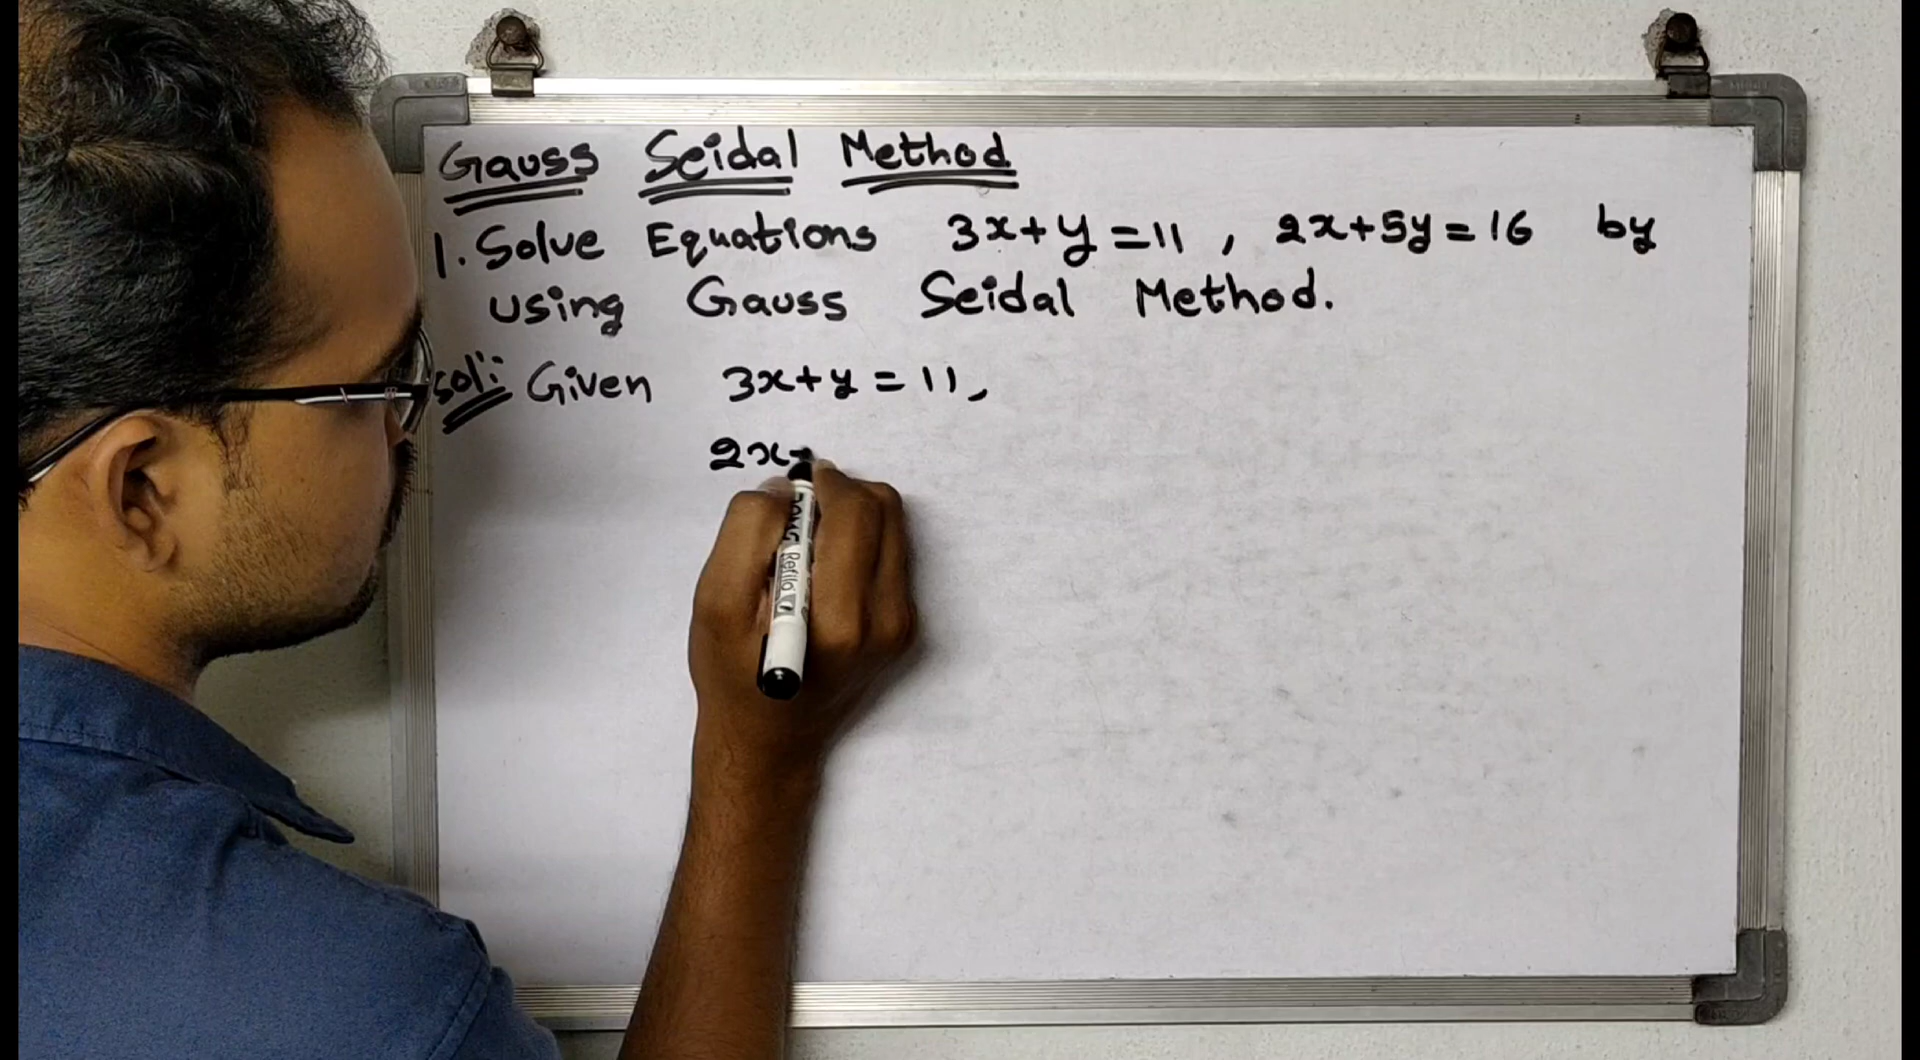 Gauss Seidal Method
1. Solve Equations 3x+y=11, 2x+5y=16 by
using Gauss Seidal Method.
sol: Given 3x+y=11,
2x+
Refilo